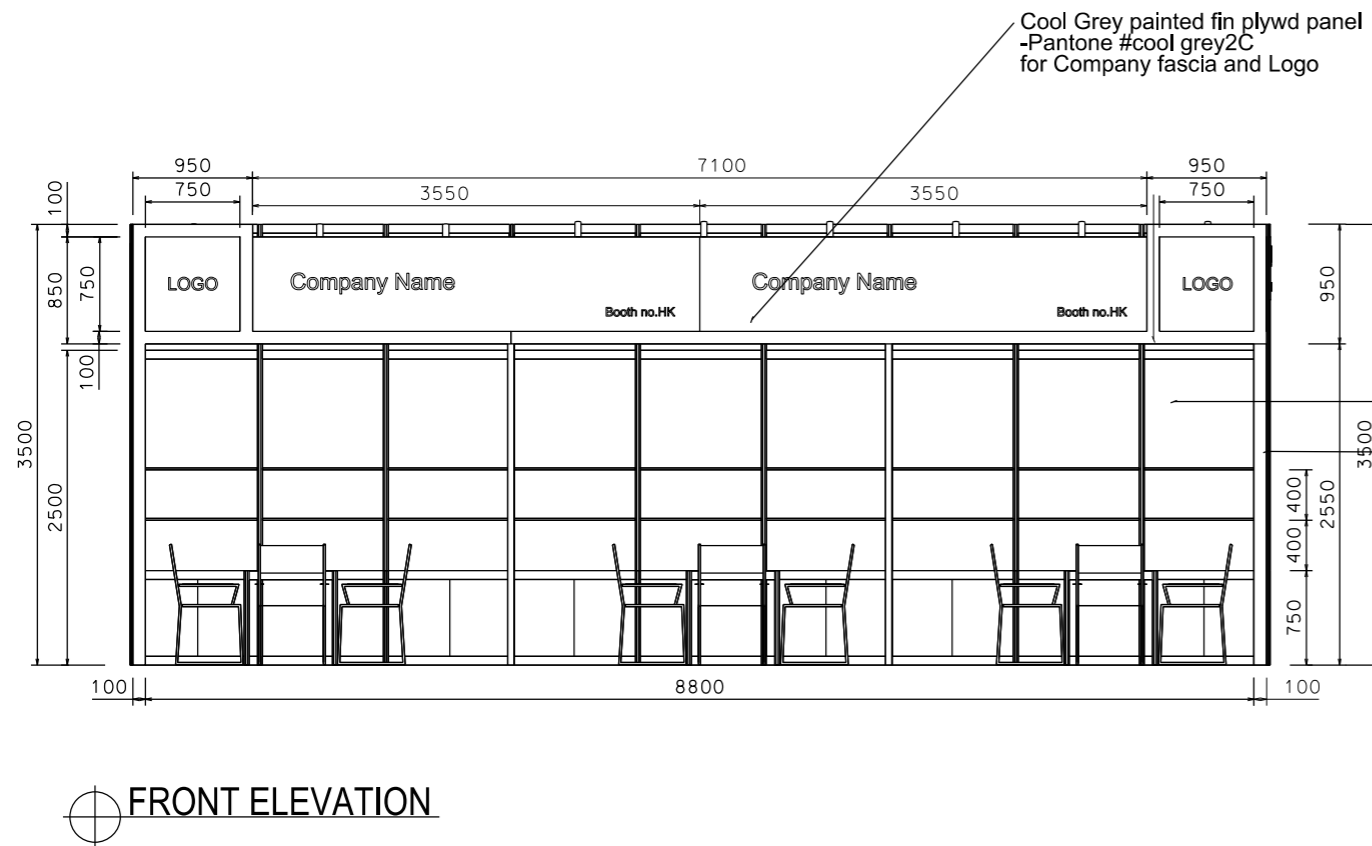 Cool Grey painted fin plywd panel
-Pantone #cool grey2C
for Company fascia and Logo
950
7100
950
750
3550
3550
750
100
LOGO
Company Name
Booth no.HK
Company Name
Booth no.HK
LOGO
850
750
950
100
3500
2500
3500
2550
400
400
750
100
8800
100
FRONT ELEVATION